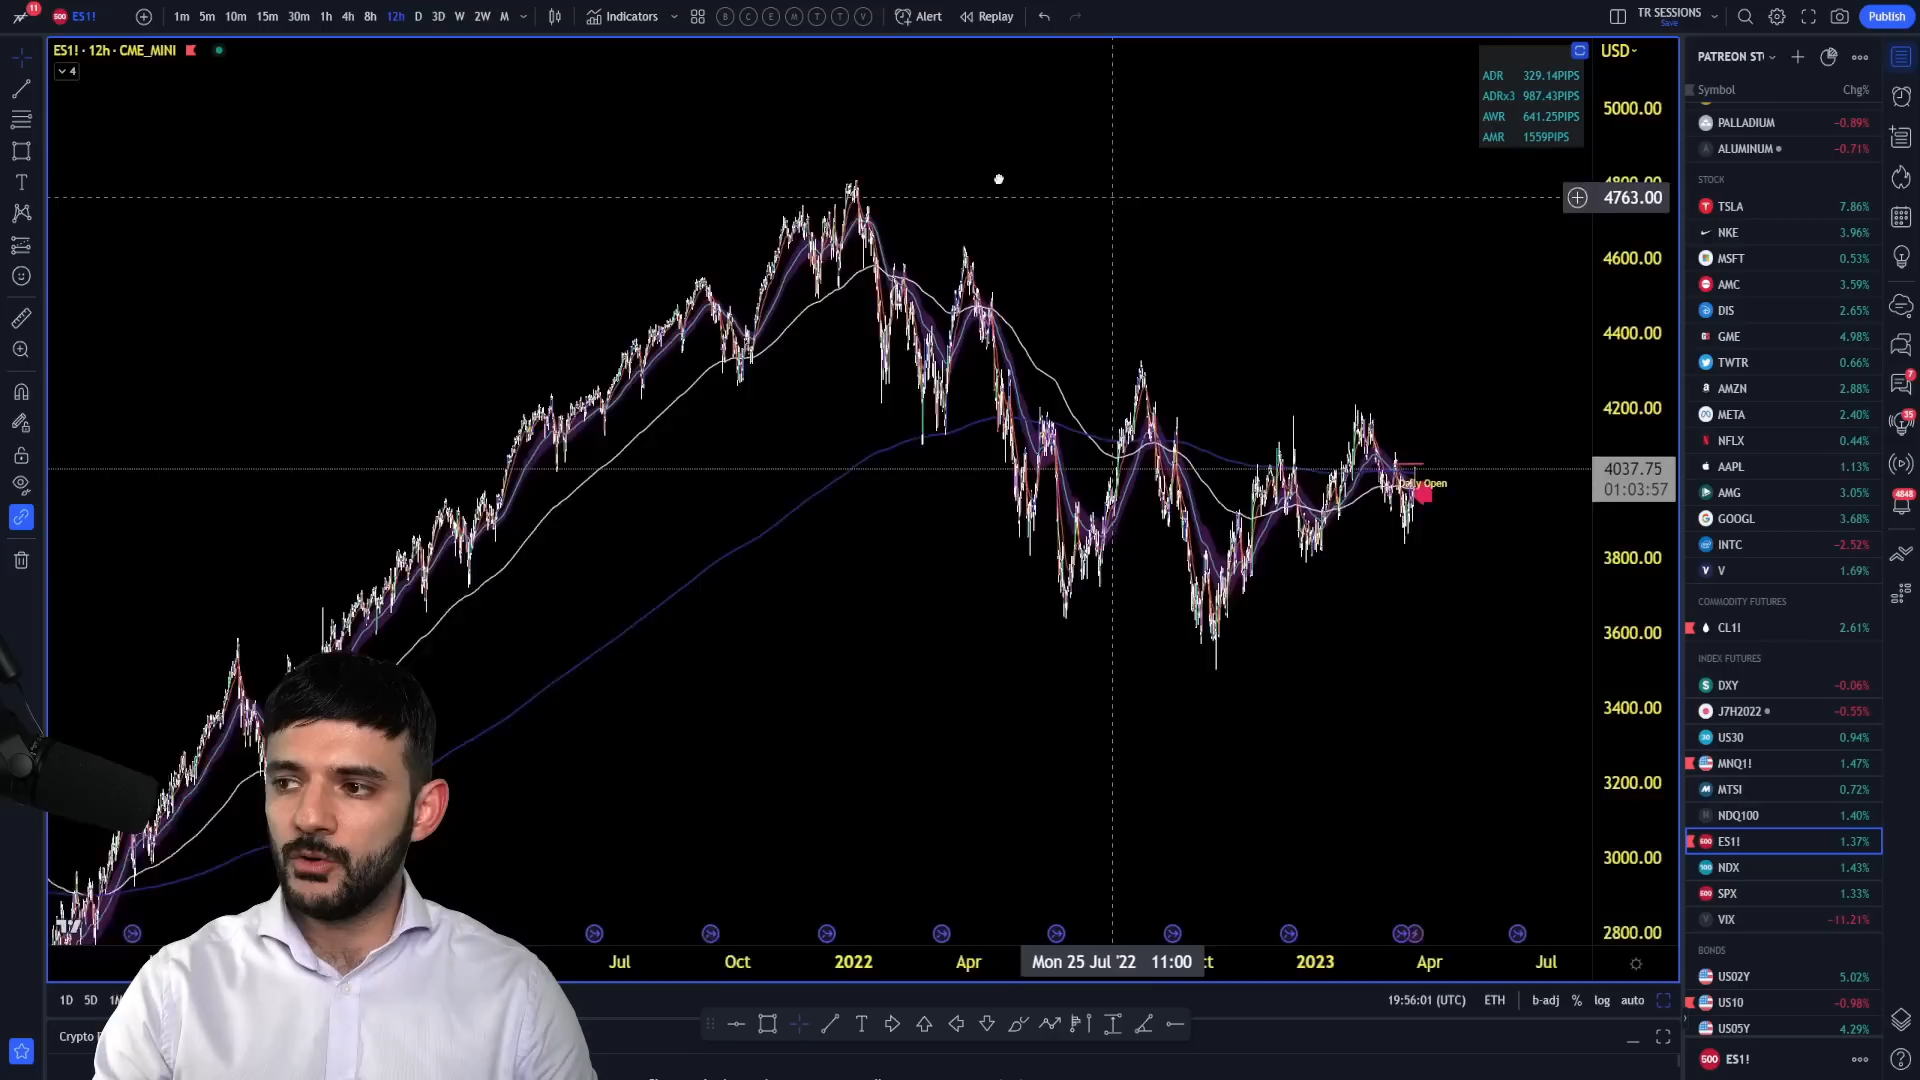 11
500 ES1!
1m 5m 10m 15m 30m 1h 4h 8h 12h D 3D W 2W M
Indicators
B C E M T T V
Alert
Replay
TR SESSIONS
Save
Publish
ES1! · 12h · CME_MINI
4
USD
ADR 329.14PIPS
ADRx3 987.43PIPS
AWR 641.25PIPS
AMR 1559PIPS
5000.00
4763.00
4600.00
4400.00
4200.00
4037.75
01:03:57
3800.00
3600.00
3400.00
3200.00
3000.00
2800.00
Daily Open
Jul
Oct
2022
Apr
Mon 25 Jul '22 11:00
2023
Apr
Jul
1D 5D
19:56:01 (UTC)
ETH
b-adj
%
log
auto
PATREON ST
Symbol Chg%
PALLADIUM −0.89%
ALUMINUM −0.71%
STOCK
TSLA 7.86%
NKE 3.96%
MSFT 0.53%
AMC 3.59%
DIS 2.65%
GME 4.98%
TWTR 0.66%
AMZN 2.88%
META 2.40%
NFLX 0.44%
AAPL 1.13%
AMG 3.05%
GOOGL 3.68%
INTC −2.52%
V 1.69%
COMMODITY FUTURES
CL1! 2.61%
INDEX FUTURES
DXY −0.06%
J7H2022 −0.55%
US30 0.94%
MNQ1! 1.47%
MTSI 0.72%
NDQ100 1.40%
ES1! 1.37%
NDX 1.43%
SPX 1.33%
VIX −11.21%
BONDS
US02Y 5.02%
US10 −0.98%
US05Y 4.29%
500 ES1!
7
35
4848